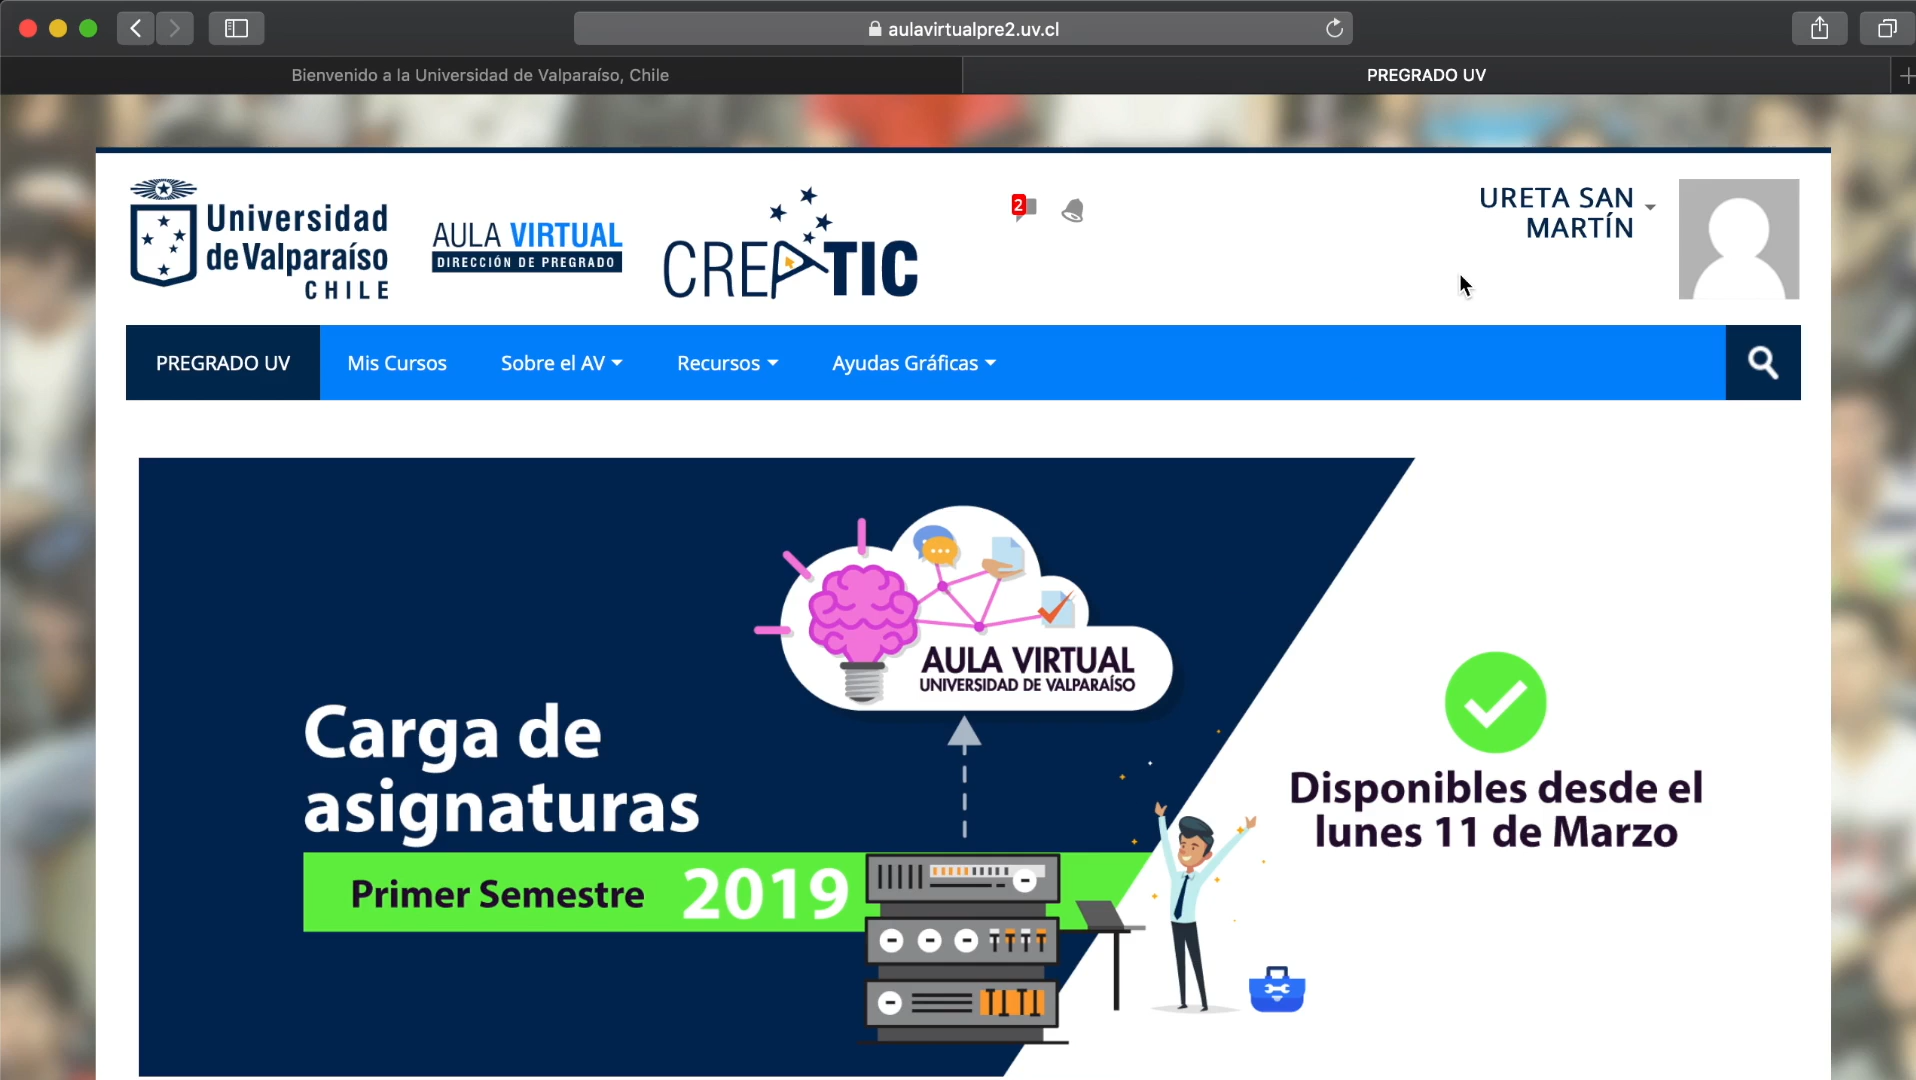 aulavirtualpre2.uv.cl
Bienvenido a la Universidad de Valparaíso, Chile
PREGRADO UV
Universidad
de Valparaíso
CHILE
AULA VIRTUAL
DIRECCIÓN DE PREGRADO
CREATIC
2
URETA SAN
MARTÍN
PREGRADO UV
Mis Cursos
Sobre el AV
Recursos
Ayudas Gráficas
AULA VIRTUAL
UNIVERSIDAD DE VALPARAÍSO
Carga de
asignaturas
Primer Semestre 2019
Disponibles desde el
lunes 11 de Marzo